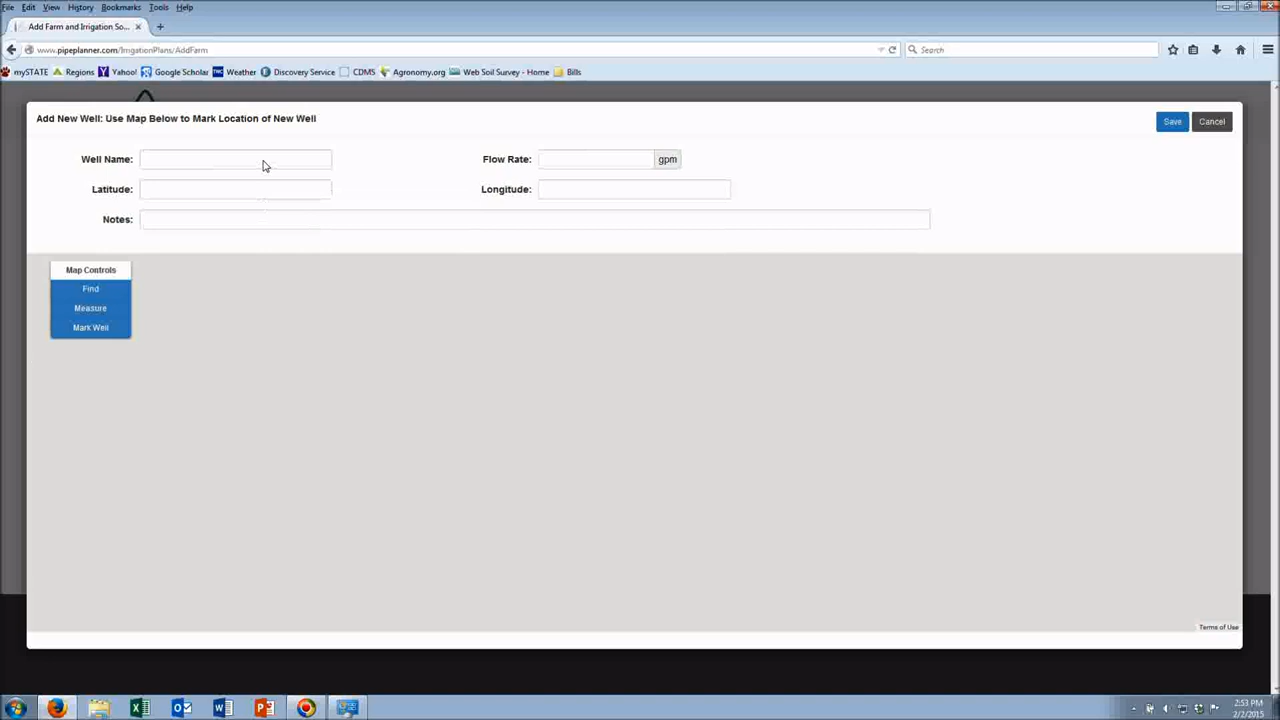 File Edit View History Bookmarks Tools Help
Add Farm and Irrigation So...
www.pipeplanner.com/IrrigationPlans/AddFarm
Search
mySTATE Regions Yahoo! Google Scholar Weather Discovery Service CDMS Agronomy.org Web Soil Survey - Home Bills
Add New Well: Use Map Below to Mark Location of New Well
Save Cancel
Well Name: Flow Rate: gpm
Latitude: Longitude:
Notes:
Map Controls
Find
Measure
Mark Well
Terms of Use
2:53 PM
2/2/2015